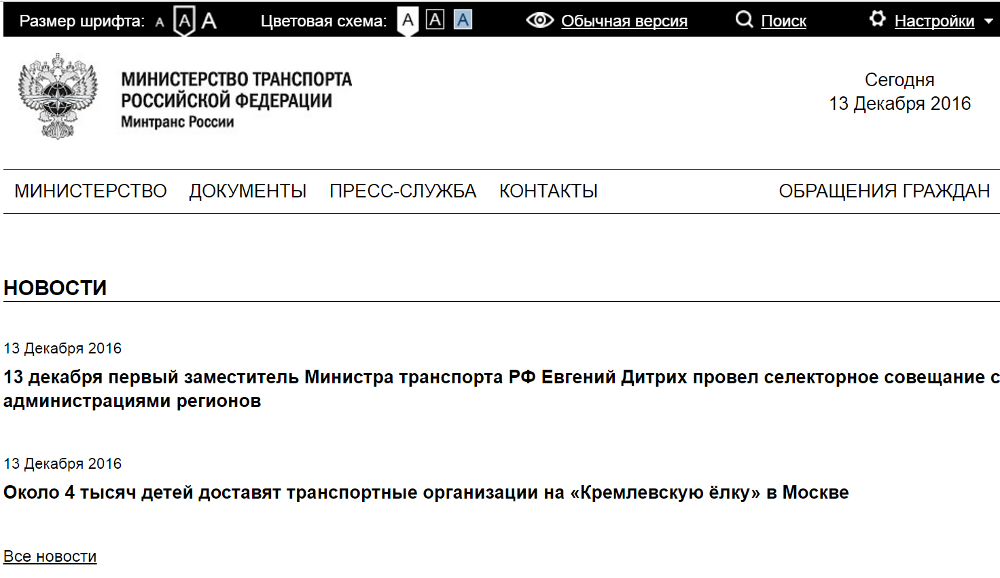 Размер шрифта: A A A Цветовая схема: A A A Обычная версия Поиск Настройки
МИНИСТЕРСТВО ТРАНСПОРТА
РОССИЙСКОЙ ФЕДЕРАЦИИ
Минтранс России
Сегодня
13 Декабря 2016
МИНИСТЕРСТВО ДОКУМЕНТЫ ПРЕСС-СЛУЖБА КОНТАКТЫ ОБРАЩЕНИЯ ГРАЖДАН
НОВОСТИ
13 Декабря 2016
13 декабря первый заместитель Министра транспорта РФ Евгений Дитрих провел селекторное совещание с
администрациями регионов
13 Декабря 2016
Около 4 тысяч детей доставят транспортные организации на «Кремлевскую ёлку» в Москве
Все новости